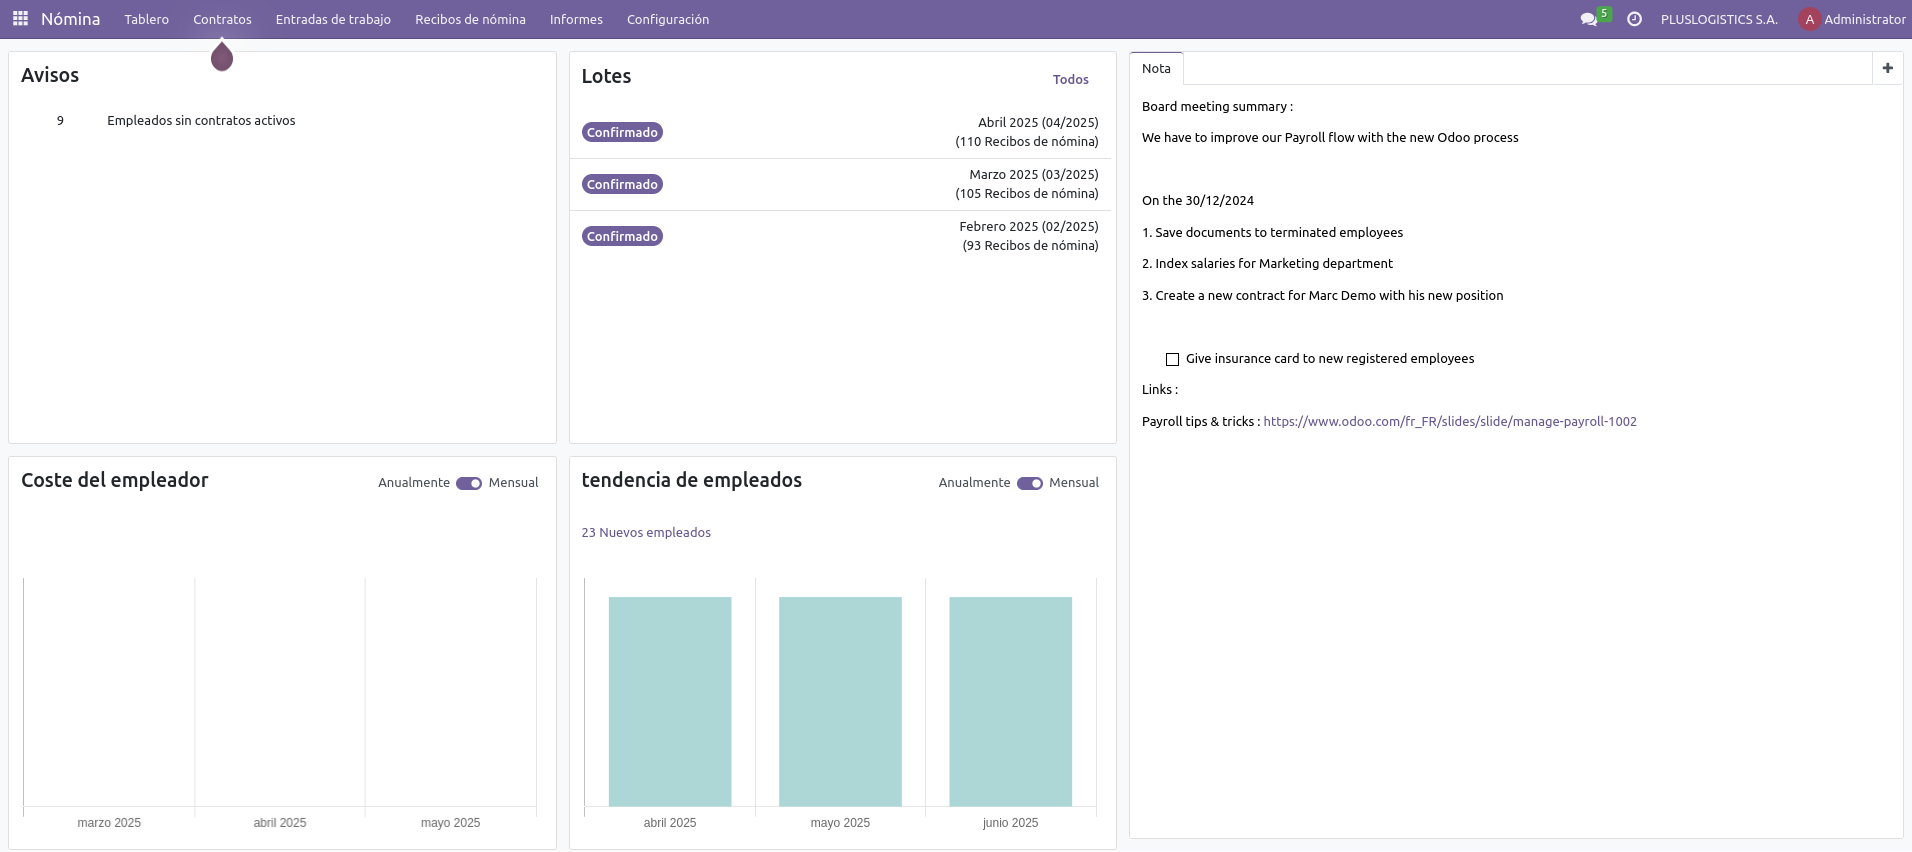 Nómina Tablero Contratos Entradas de trabajo Recibos de nómina Informes Configuración 5 PLUSLOGISTICS S.A. A Administrator
Avisos
9 Empleados sin contratos activos
Lotes Todos
Confirmado Abril 2025 (04/2025)
(110 Recibos de nómina)
Confirmado Marzo 2025 (03/2025)
(105 Recibos de nómina)
Confirmado Febrero 2025 (02/2025)
(93 Recibos de nómina)
Nota
Board meeting summary :
We have to improve our Payroll flow with the new Odoo process
On the 30/12/2024
1. Save documents to terminated employees
2. Index salaries for Marketing department
3. Create a new contract for Marc Demo with his new position
Give insurance card to new registered employees
Links :
Payroll tips & tricks : https://www.odoo.com/fr_FR/slides/slide/manage-payroll-1002
Coste del empleador Anualmente Mensual
marzo 2025 abril 2025 mayo 2025
tendencia de empleados Anualmente Mensual
23 Nuevos empleados
abril 2025 mayo 2025 junio 2025